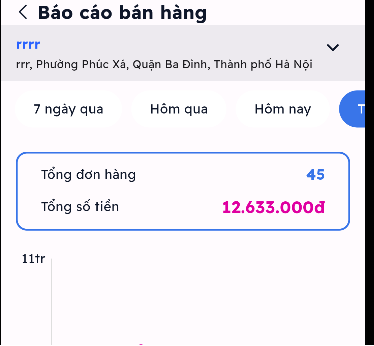 Báo cáo bán hàng
rrrr
rrr, Phường Phúc Xá, Quận Ba Đình, Thành phố Hà Nội
7 ngày qua Hôm qua Hôm nay T
Tổng đơn hàng 45
Tổng số tiền 12.633.000đ
11tr